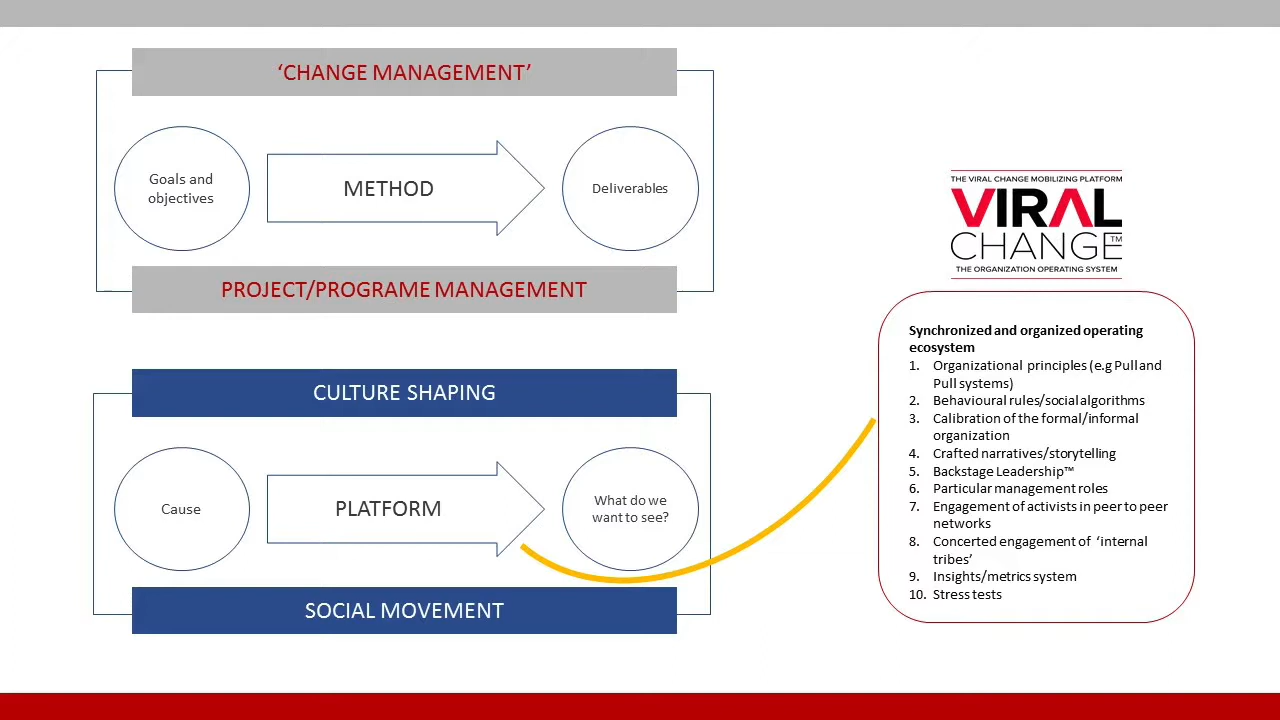 ‘CHANGE MANAGEMENT’
Goals and
objectives
METHOD
Deliverables
PROJECT/PROGRAME MANAGEMENT
CULTURE SHAPING
Cause
PLATFORM
What do we
want to see?
SOCIAL MOVEMENT
THE VIRAL CHANGE MOBILIZING PLATFORM
VIRAL
CHANGE™
THE ORGANIZATION OPERATING SYSTEM
Synchronized and organized operating
ecosystem
1. Organizational principles (e.g Pull and
Pull systems)
2. Behavioural rules/social algorithms
3. Calibration of the formal/informal
organization
4. Crafted narratives/storytelling
5. Backstage Leadership™
6. Particular management roles
7. Engagement of activists in peer to peer
networks
8. Concerted engagement of ‘internal
tribes’
9. Insights/metrics system
10. Stress tests